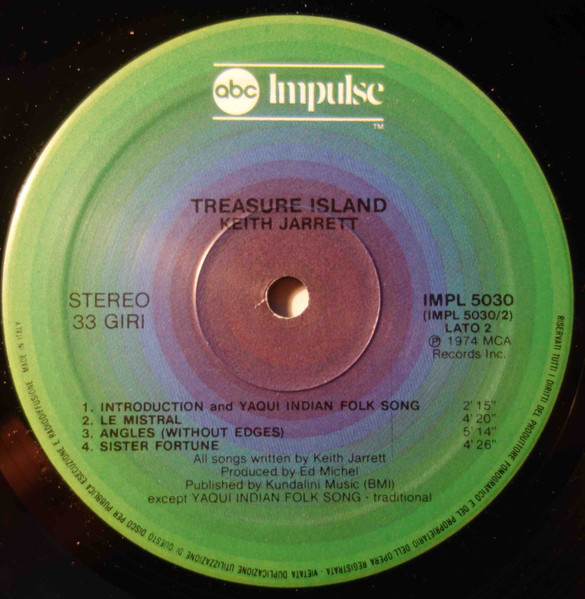 abc Impulse
TM
TREASURE ISLAND
KEITH JARRETT
STEREO
33 GIRI
IMPL 5030
(IMPL 5030/2)
LATO 2
℗ 1974 MCA
Records Inc.
1. INTRODUCTION and YAQUI INDIAN FOLK SONG 2'15"
2. LE MISTRAL 4'20"
3. ANGLES (WITHOUT EDGES) 5'14"
4. SISTER FORTUNE 4'26"
All songs written by Keith Jarrett
Produced by Ed Michel
Published by Kundalini Music (BMI)
except YAQUI INDIAN FOLK SONG - traditional
RISERVATI TUTTI I DIRITTI DEL PRODUTTORE FONOGRAFICO E DEL PROPRIETARIO DELL'OPERA REGISTRATA - VIETATA DUPLICAZIONE UTILIZZAZIONE DI QUESTO DISCO PER PUBBLICA ESECUZIONE E RADIODIFFUSIONE. MADE IN ITALY